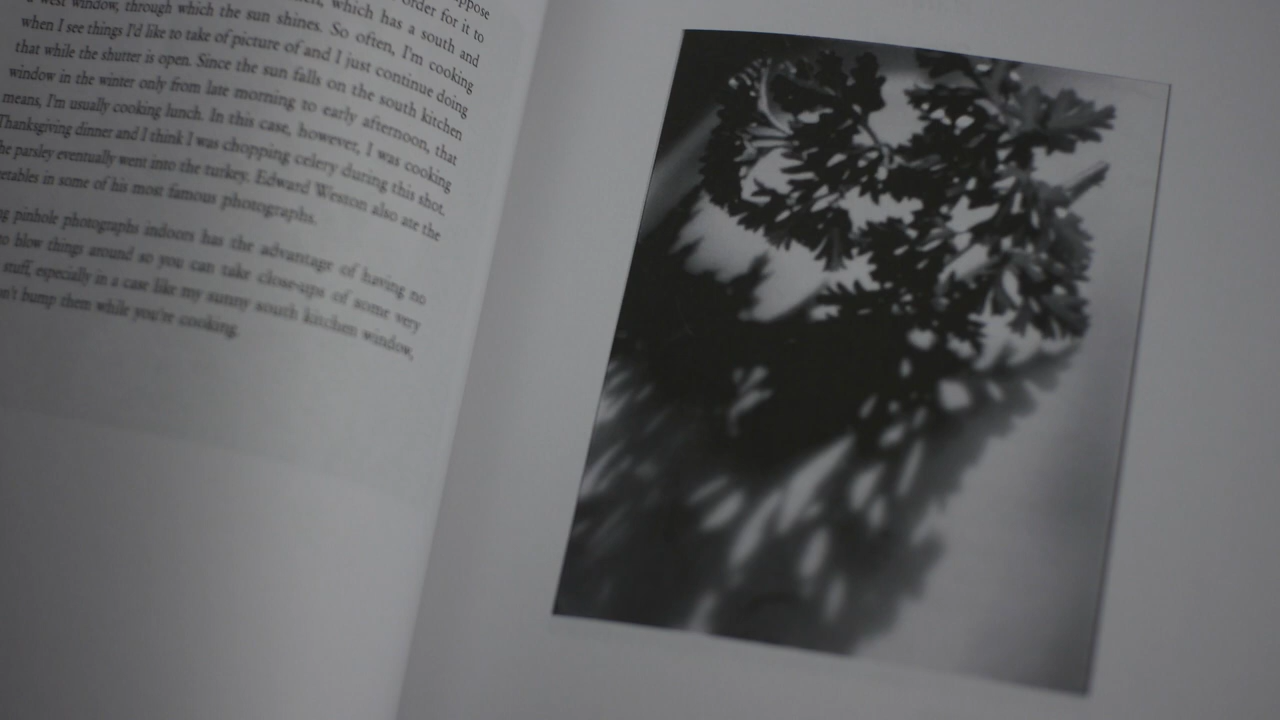 ppose
order for it to
which has a south and
a west window, through which the sun shines. So often, I'm cooking
when I see things I'd like to take of picture of and I just continue doing
that while the shutter is open. Since the sun falls on the south kitchen
window in the winter only from late morning to early afternoon, that
means, I'm usually cooking lunch. In this case, however, I was cooking
Thanksgiving dinner and I think I was chopping celery during this shot.
he parsley eventually went into the turkey. Edward Weston also ate the
etables in some of his most famous photographs.
g pinhole photographs indoors has the advantage of having no
o blow things around so you can take close-ups of some very
stuff, especially in a case like my sunny south kitchen window,
n't bump them while you're cooking.